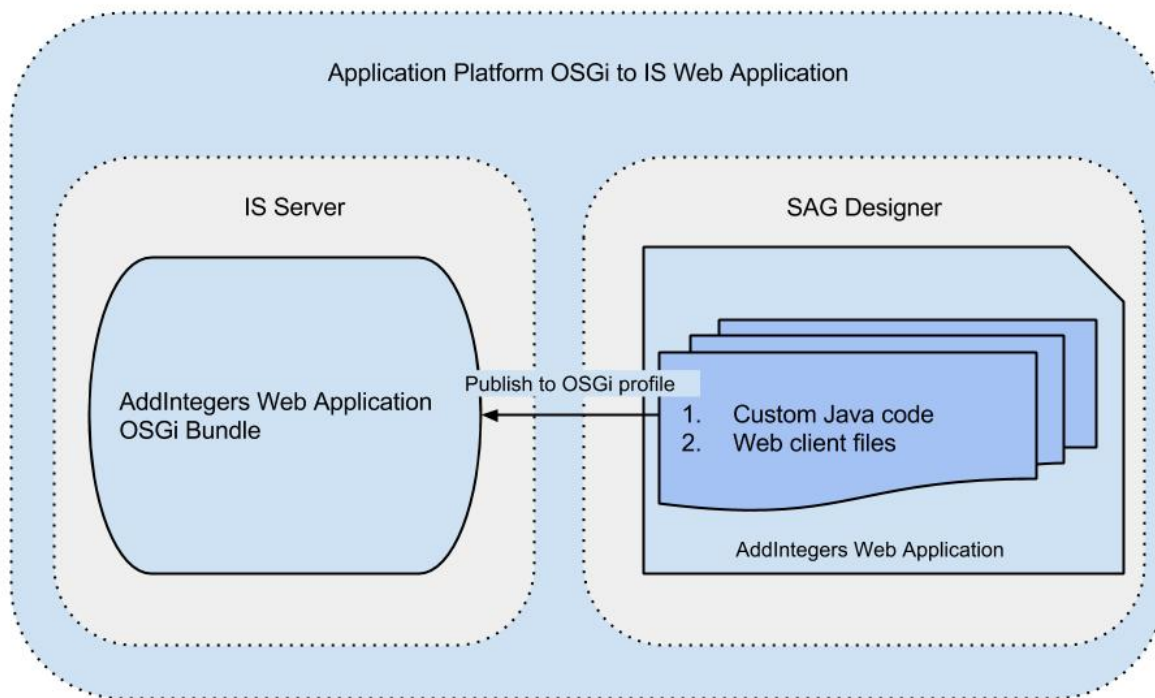 Application Platform OSGi to IS Web Application
IS Server
SAG Designer
AddIntegers Web Application
OSGi Bundle
Publish to OSGi profile
1. Custom Java code
2. Web client files
AddIntegers Web Application